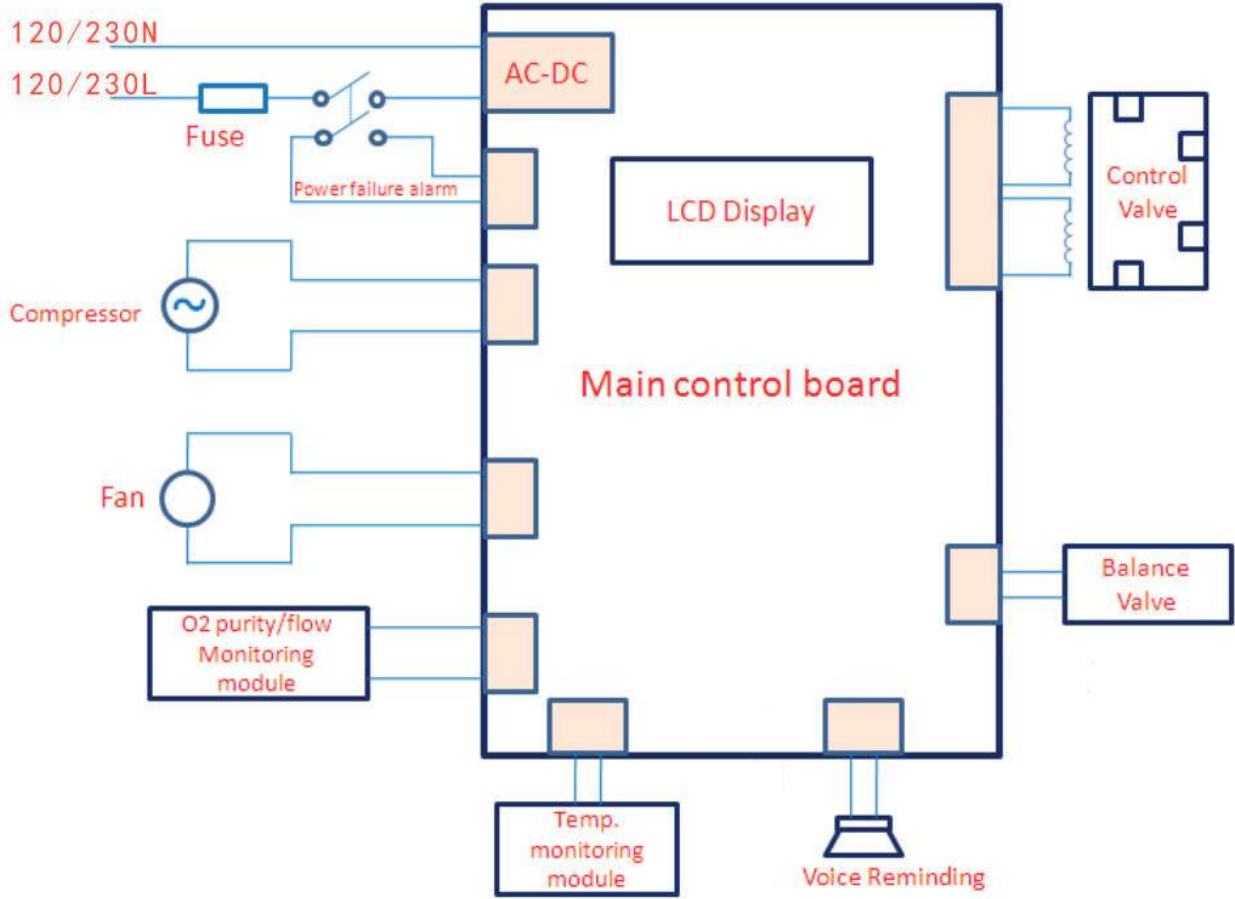 120/230N
120/230L
AC-DC
Fuse
Power failure alarm
LCD Display
Control
Valve
Compressor
Main control board
Fan
Balance
Valve
O2 purity/flow
Monitoring
module
Temp.
monitoring
module
Voice Reminding